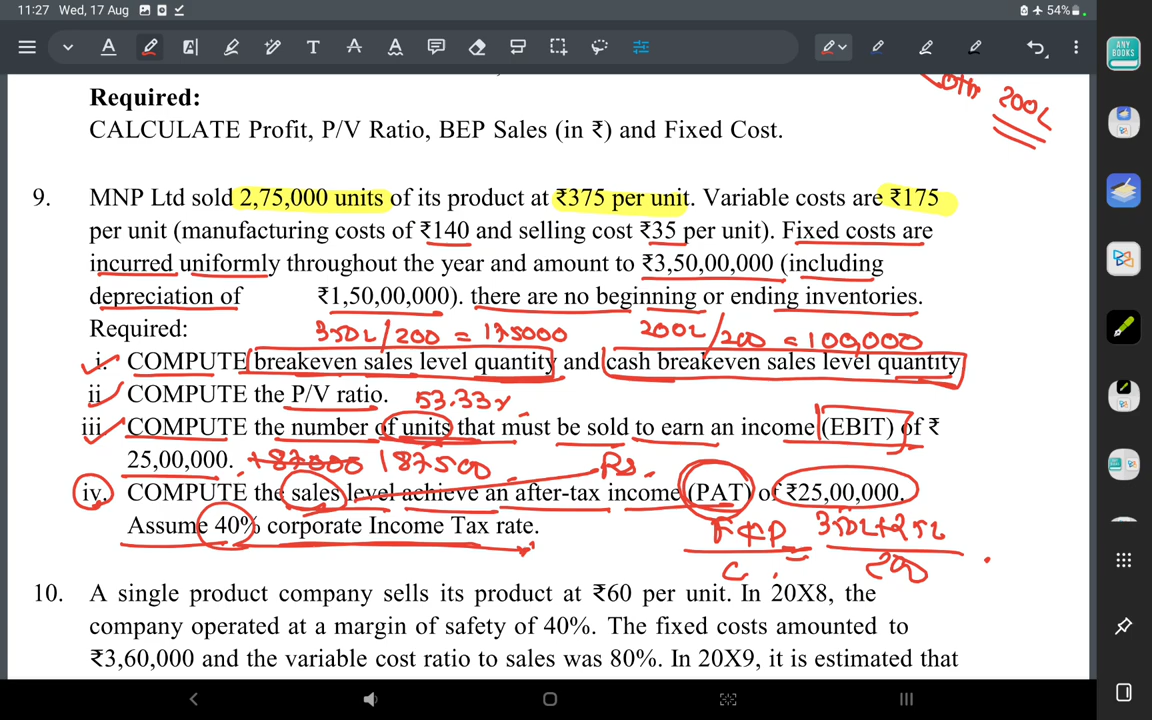 11:27 Wed, 17 Aug
54%
200L
Required:
CALCULATE Profit, P/V Ratio, BEP Sales (in ₹) and Fixed Cost.
9. MNP Ltd sold 2,75,000 units of its product at ₹375 per unit. Variable costs are ₹175
per unit (manufacturing costs of ₹140 and selling cost ₹35 per unit). Fixed costs are
incurred uniformly throughout the year and amount to ₹3,50,00,000 (including
depreciation of ₹1,50,00,000). there are no beginning or ending inventories.
Required:
350L/200 = 175000 200L/200 = 100,000
i. COMPUTE breakeven sales level quantity and cash breakeven sales level quantity
ii COMPUTE the P/V ratio. 53.33%
iii COMPUTE the number of units that must be sold to earn an income (EBIT) of ₹
25,00,000. 187500 Rs.
iv. COMPUTE the sales level achieve an after-tax income (PAT) of ₹25,00,000.
Assume 40% corporate Income Tax rate.
F+P = 350L+25L
C 200
10. A single product company sells its product at ₹60 per unit. In 20X8, the
company operated at a margin of safety of 40%. The fixed costs amounted to
₹3,60,000 and the variable cost ratio to sales was 80%. In 20X9, it is estimated that
ANY
BOOKS